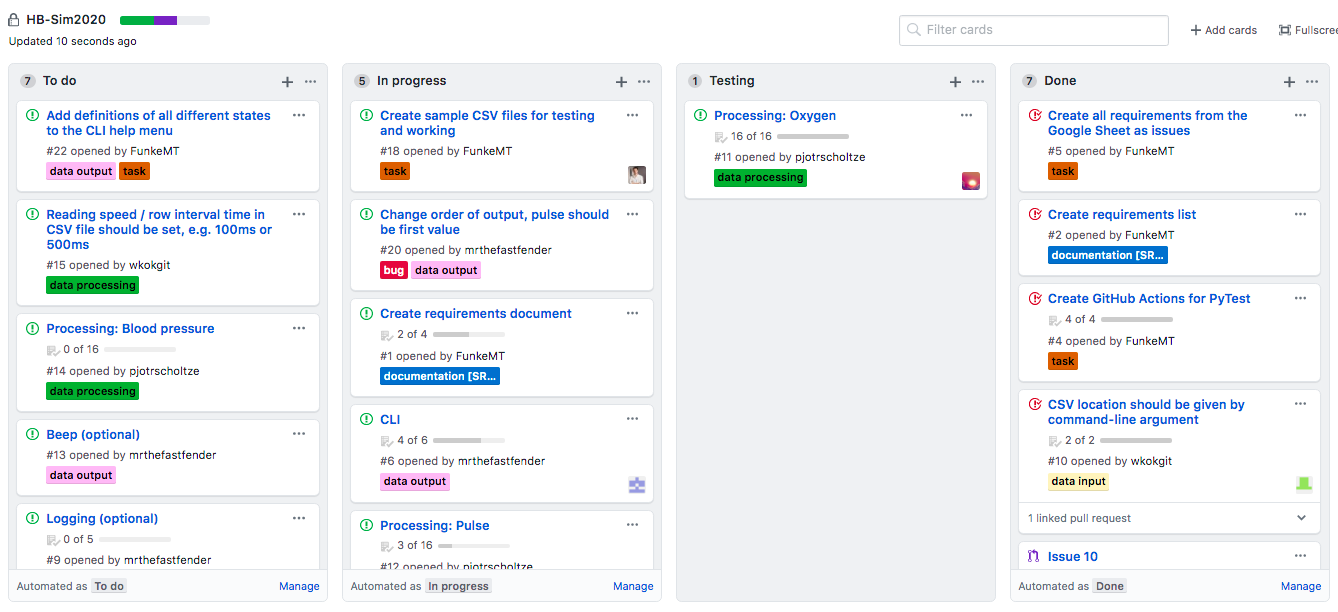 HB-Sim2020
Updated 10 seconds ago
Filter cards
Add cards
7 To do
Add definitions of all different states
to the CLI help menu
#22 opened by FunkeMT
data output task
Reading speed / row interval time in
CSV file should be set, e.g. 100ms or
500ms
#15 opened by wkokgit
data processing
Processing: Blood pressure
0 of 16
#14 opened by pjotrscholtze
data processing
Beep (optional)
#13 opened by mrthefastfender
data output
Logging (optional)
0 of 5
#9 opened by mrthefastfender
Automated as To do
Manage
5 In progress
Create sample CSV files for testing
and working
#18 opened by FunkeMT
task
Change order of output, pulse should
be first value
#20 opened by mrthefastfender
bug data output
Create requirements document
2 of 4
#1 opened by FunkeMT
documentation [SR...
CLI
4 of 6
#6 opened by mrthefastfender
data output
Processing: Pulse
3 of 16
#12 opened by pjotrscholtze
Automated as In progress
Manage
1 Testing
Processing: Oxygen
16 of 16
#11 opened by pjotrscholtze
data processing
7 Done
Create all requirements from the
Google Sheet as issues
#5 opened by FunkeMT
task
Create requirements list
#2 opened by FunkeMT
documentation [SR...
Create GitHub Actions for PyTest
4 of 4
#4 opened by FunkeMT
task
CSV location should be given by
command-line argument
2 of 2
#10 opened by wkokgit
data input
1 linked pull request
Issue 10
Automated as Done
Manage